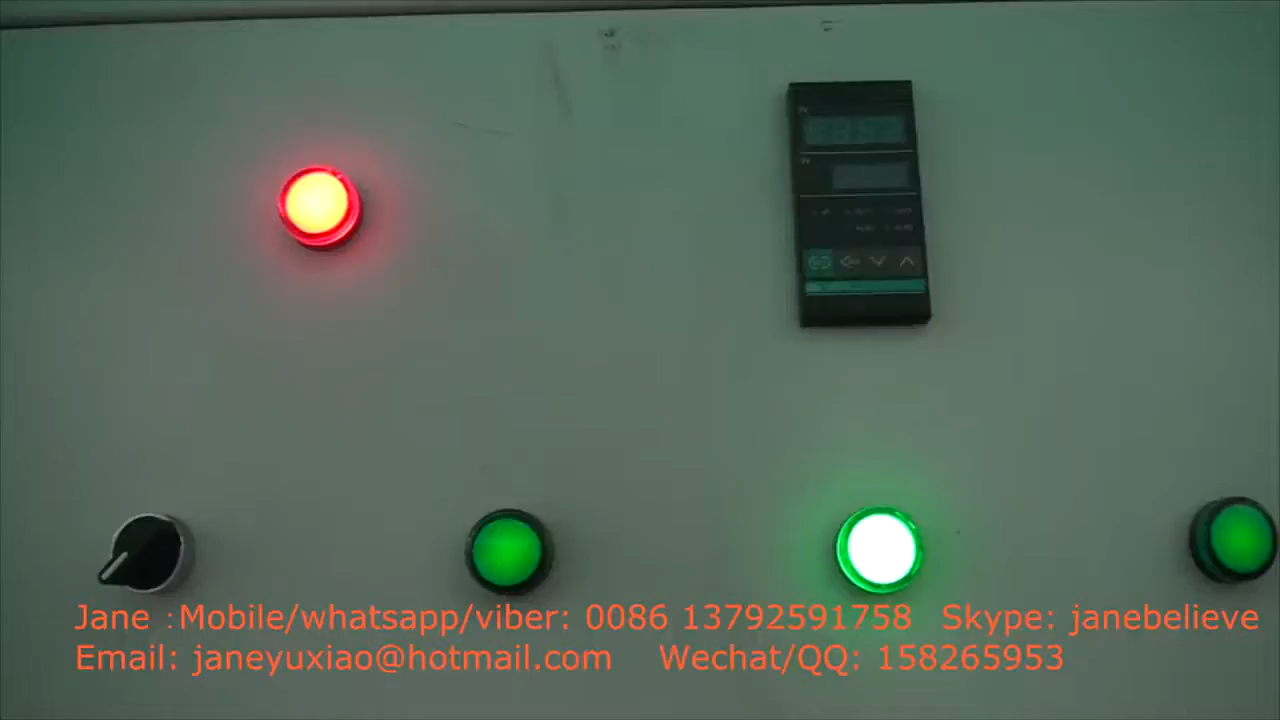 Jane :Mobile/whatsapp/viber: 0086 13792591758 Skype: janebelieve
Email: janeyuxiao@hotmail.com Wechat/QQ: 158265953